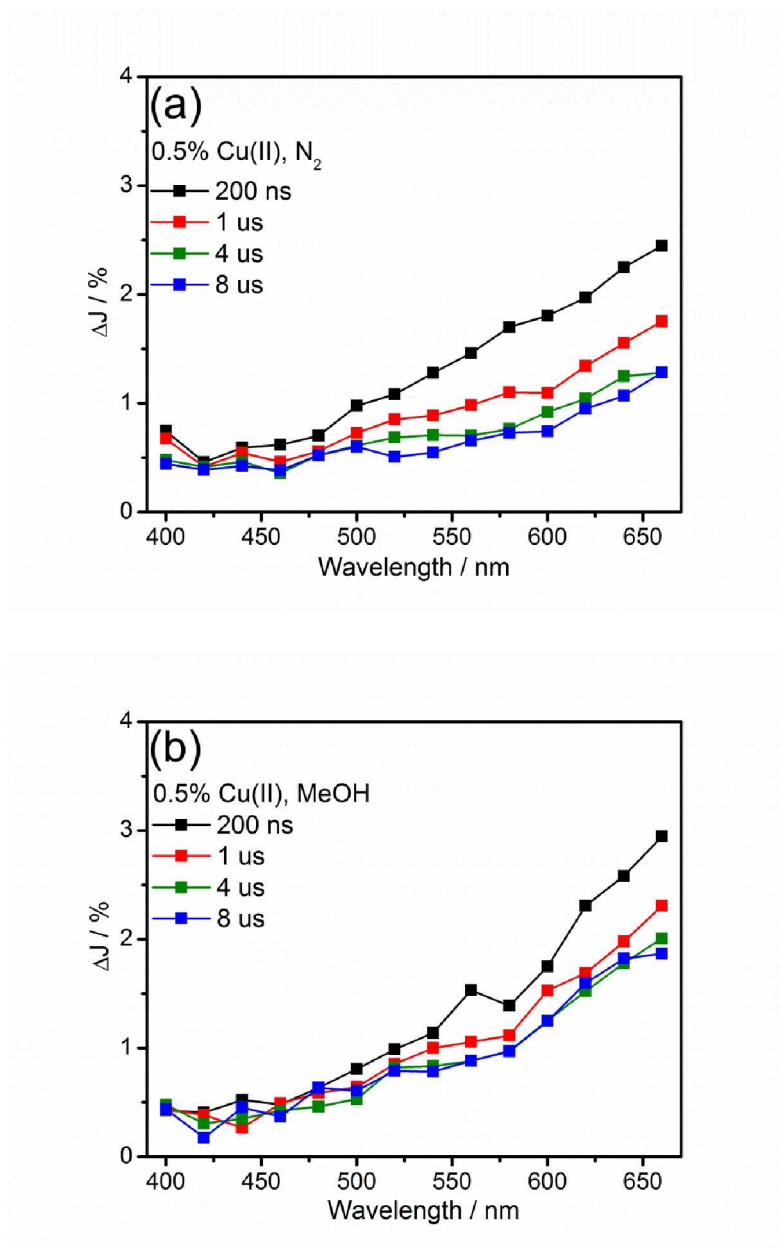 (a)
0.5% Cu(II), N₂
200 ns
1 us
4 us
8 us
4
3
2
1
0
ΔJ / %
400 450 500 550 600 650
Wavelength / nm
(b)
0.5% Cu(II), MeOH
200 ns
1 us
4 us
8 us
4
3
2
1
0
ΔJ / %
400 450 500 550 600 650
Wavelength / nm